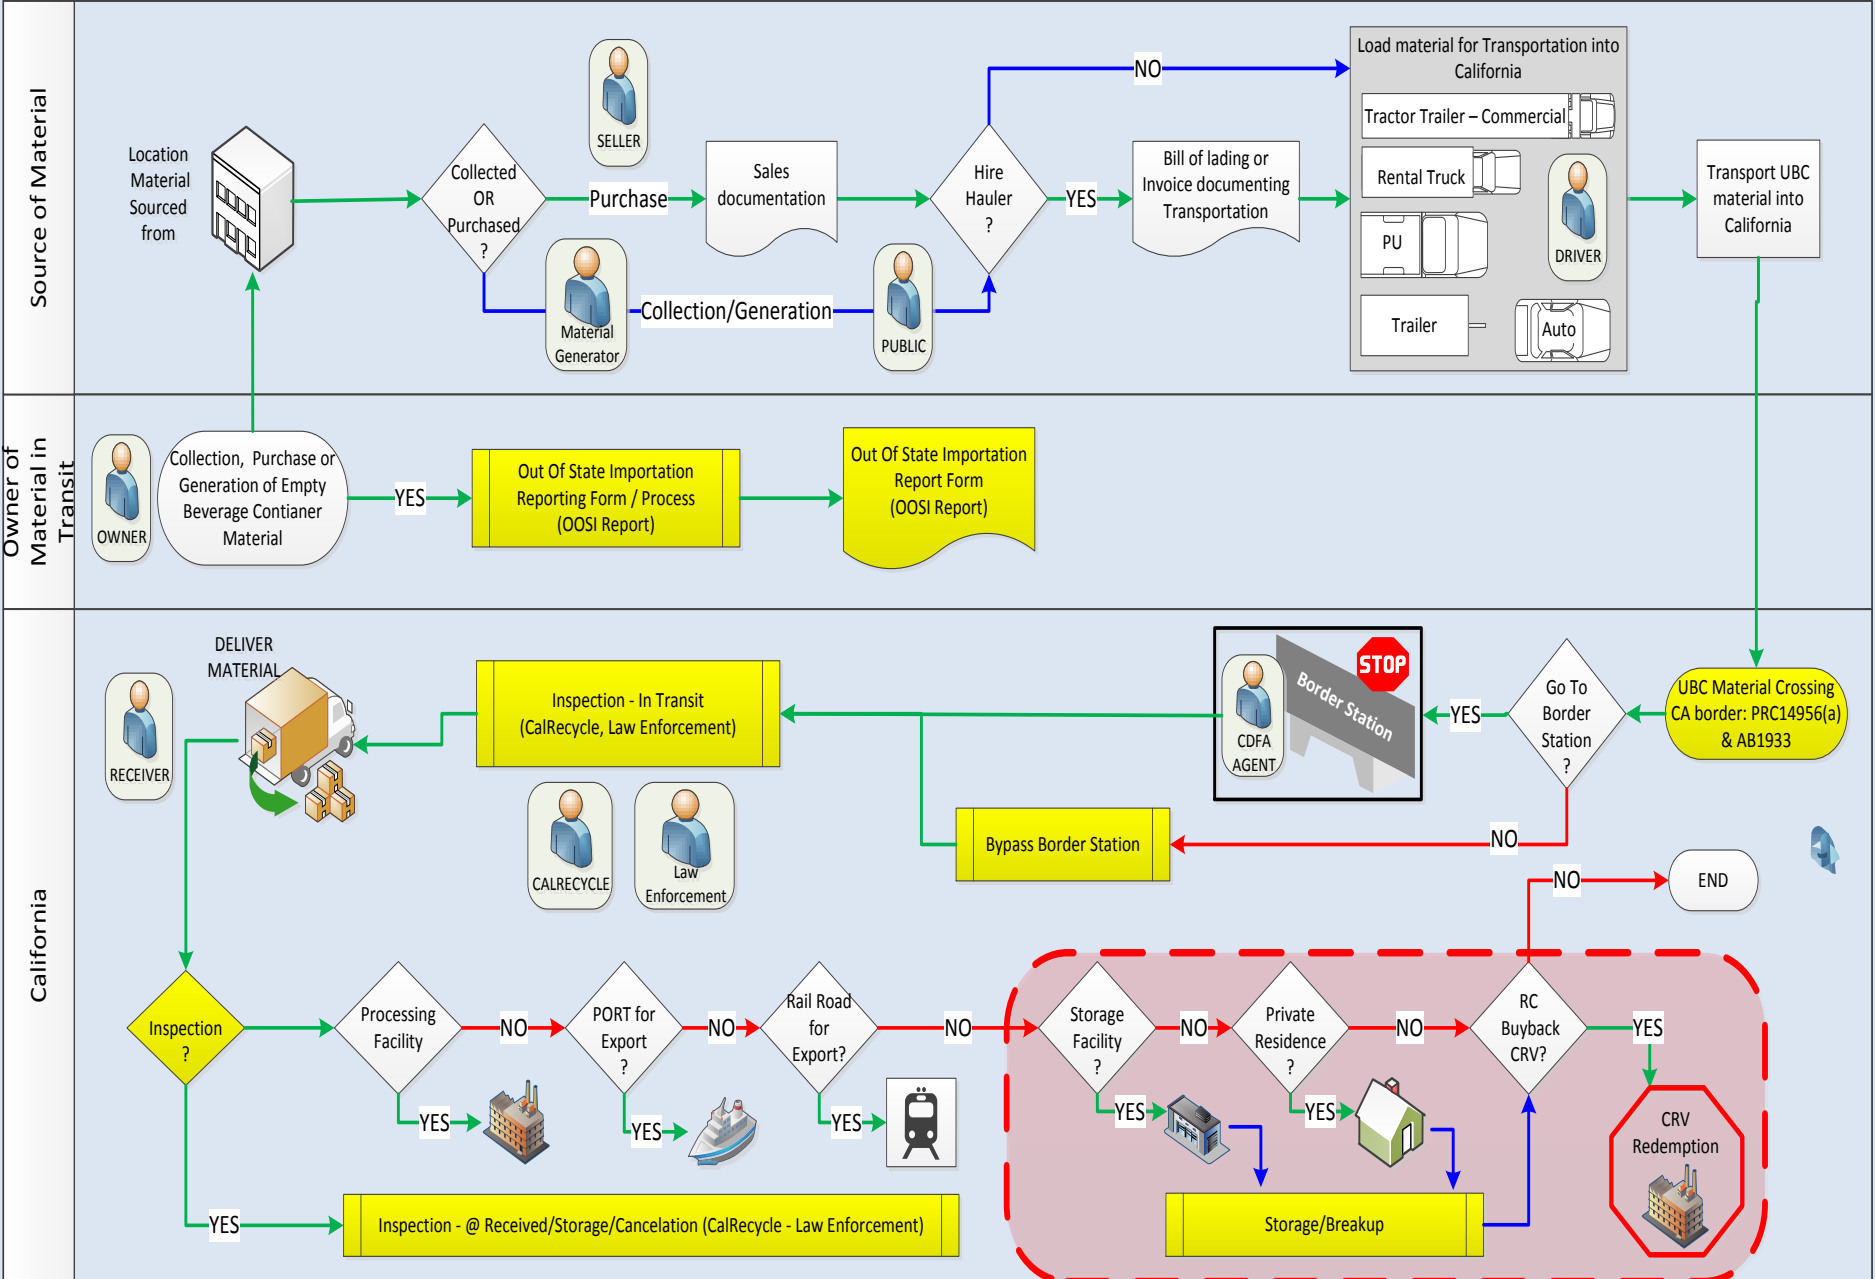 Source of Material
Location
Material
Sourced
from
Collected
OR
Purchased
?
SELLER
Purchase
Sales
documentation
Material
Generator
Collection/Generation
PUBLIC
Hire
Hauler
?
NO
YES
Bill of lading or
Invoice documenting
Transportation
Load material for Transportation into
California
Tractor Trailer – Commercial
Rental Truck
PU
Trailer
Auto
DRIVER
Transport UBC
material into
California
Owner of
Material in
Transit
OWNER
Collection, Purchase or
Generation of Empty
Beverage Contianer
Material
YES
Out Of State Importation
Reporting Form / Process
(OOSI Report)
Out Of State Importation
Report Form
(OOSI Report)
California
UBC Material Crossing
CA border: PRC14956(a)
& AB1933
Go To
Border
Station
?
YES
NO
STOP
Border Station
CDFA
AGENT
Bypass Border Station
Inspection - In Transit
(CalRecycle, Law Enforcement)
CALRECYCLE
Law
Enforcement
DELIVER
MATERIAL
RECEIVER
Inspection
?
YES
Inspection - @ Received/Storage/Cancelation (CalRecycle - Law Enforcement)
Processing
Facility
YES
NO
PORT for
Export
?
YES
NO
Rail Road
for
Export?
YES
NO
Storage
Facility
?
YES
NO
Private
Residence
?
YES
NO
Storage/Breakup
RC
Buyback
CRV?
NO
END
YES
CRV
Redemption